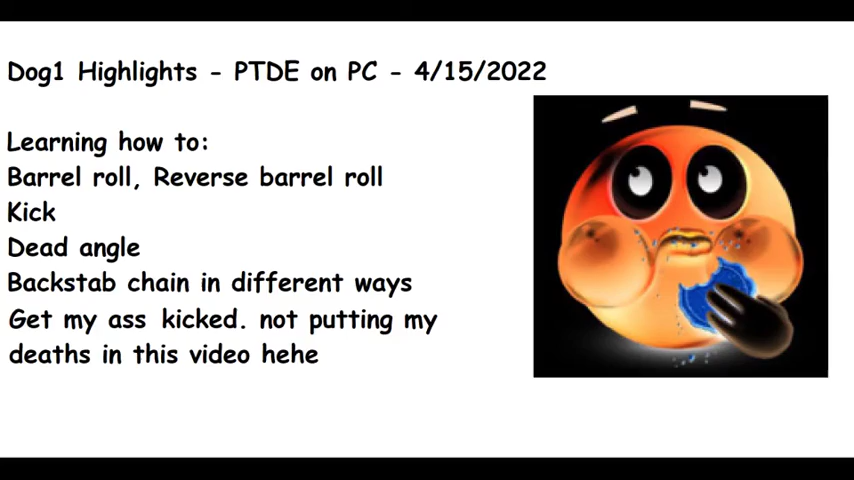 Dog1 Highlights - PTDE on PC - 4/15/2022
Learning how to:
Barrel roll, Reverse barrel roll
Kick
Dead angle
Backstab chain in different ways
Get my ass kicked. not putting my
deaths in this video hehe